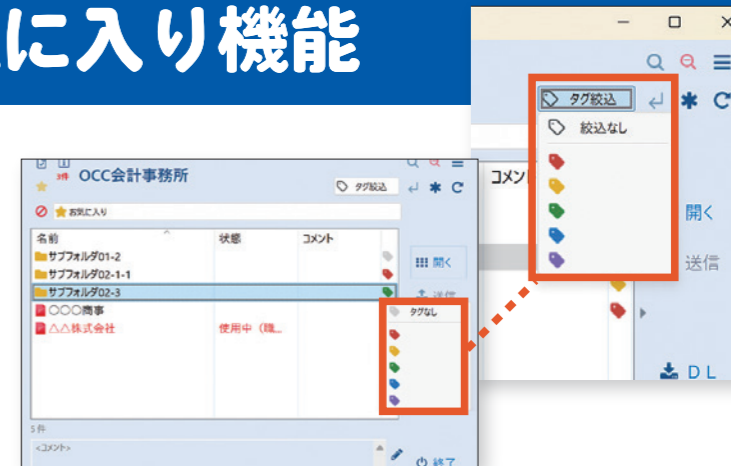 に入り機能
タグ絞込
絞込なし
コメン
開く
送信
DL
3件
OCC会計事務所
タグ絞込
お気に入り
名前
状態
コメント
サブフォルダ01-2
サブフォルダ02-1-1
サブフォルダ02-3
〇〇〇商事
△△株式会社
使用中（職...
開く
送信
タグなし
5件
<コメント>
終了